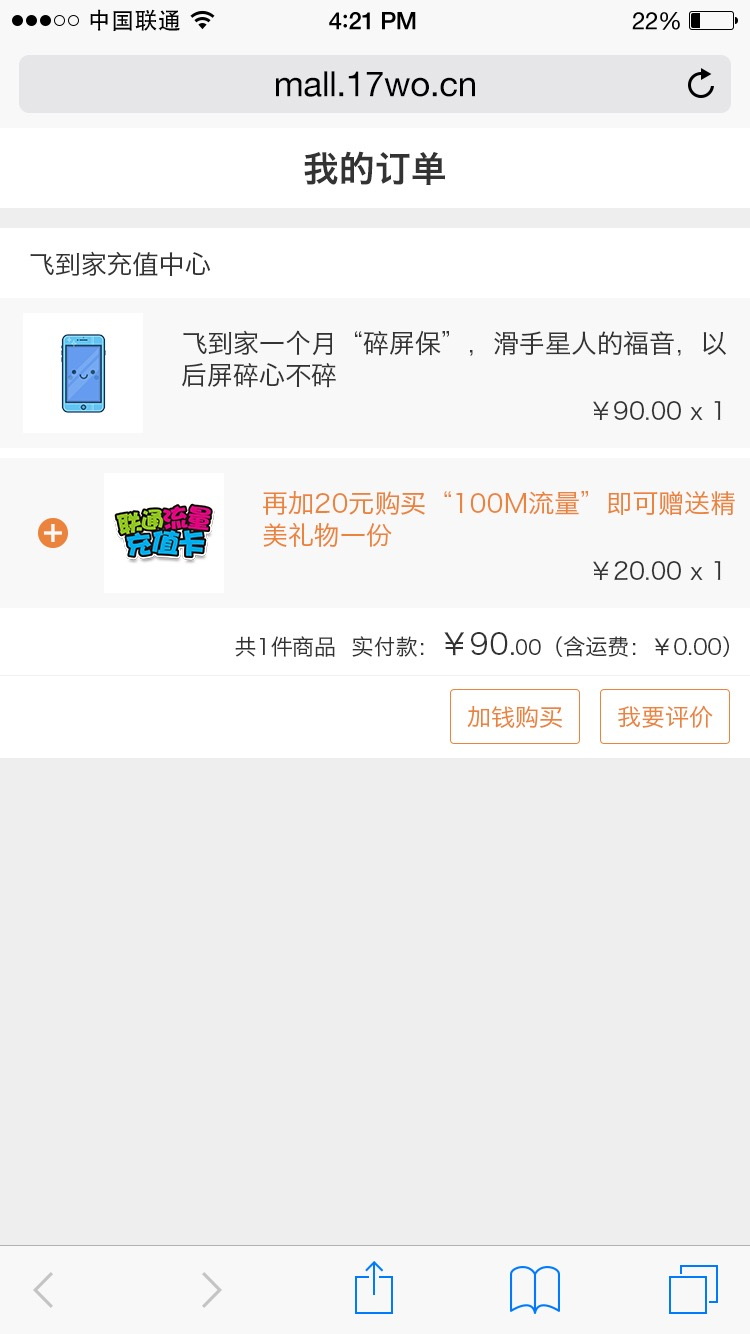 中国联通
4:21 PM
22%
mall.17wo.cn
我的订单
飞到家充值中心
飞到家一个月“碎屏保”，滑手星人的福音，以
后屏碎心不碎
￥90.00 x 1
联通流量
充值卡
再加20元购买“100M流量”即可赠送精
美礼物一份
￥20.00 x 1
共1件商品 实付款：￥90.00（含运费：￥0.00）
加钱购买 我要评价